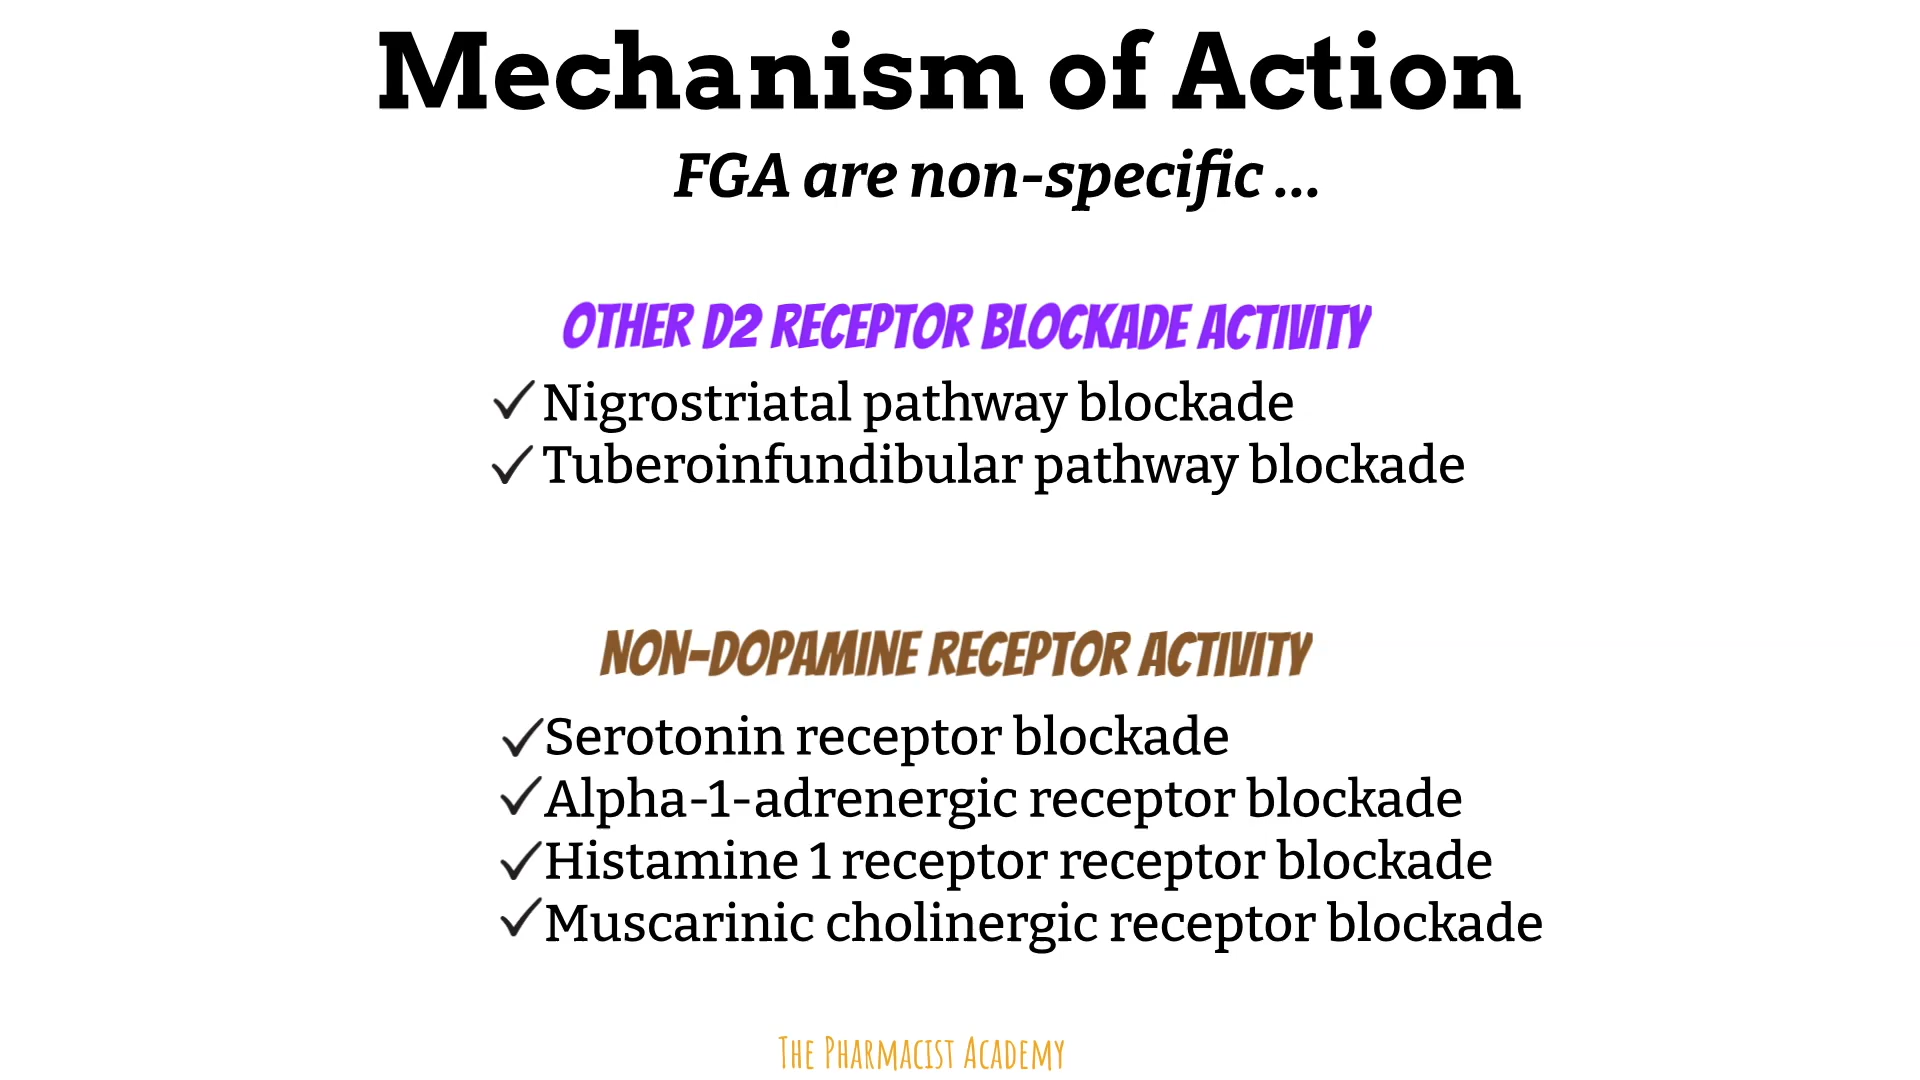 Mechanism of Action
FGA are non-specific ...
OTHER D2 RECEPTOR BLOCKADE ACTIVITY
✓ Nigrostriatal pathway blockade
✓ Tuberoinfundibular pathway blockade
NON-DOPAMINE RECEPTOR ACTIVITY
✓ Serotonin receptor blockade
✓ Alpha-1-adrenergic receptor blockade
✓ Histamine 1 receptor receptor blockade
✓ Muscarinic cholinergic receptor blockade
The Pharmacist Academy